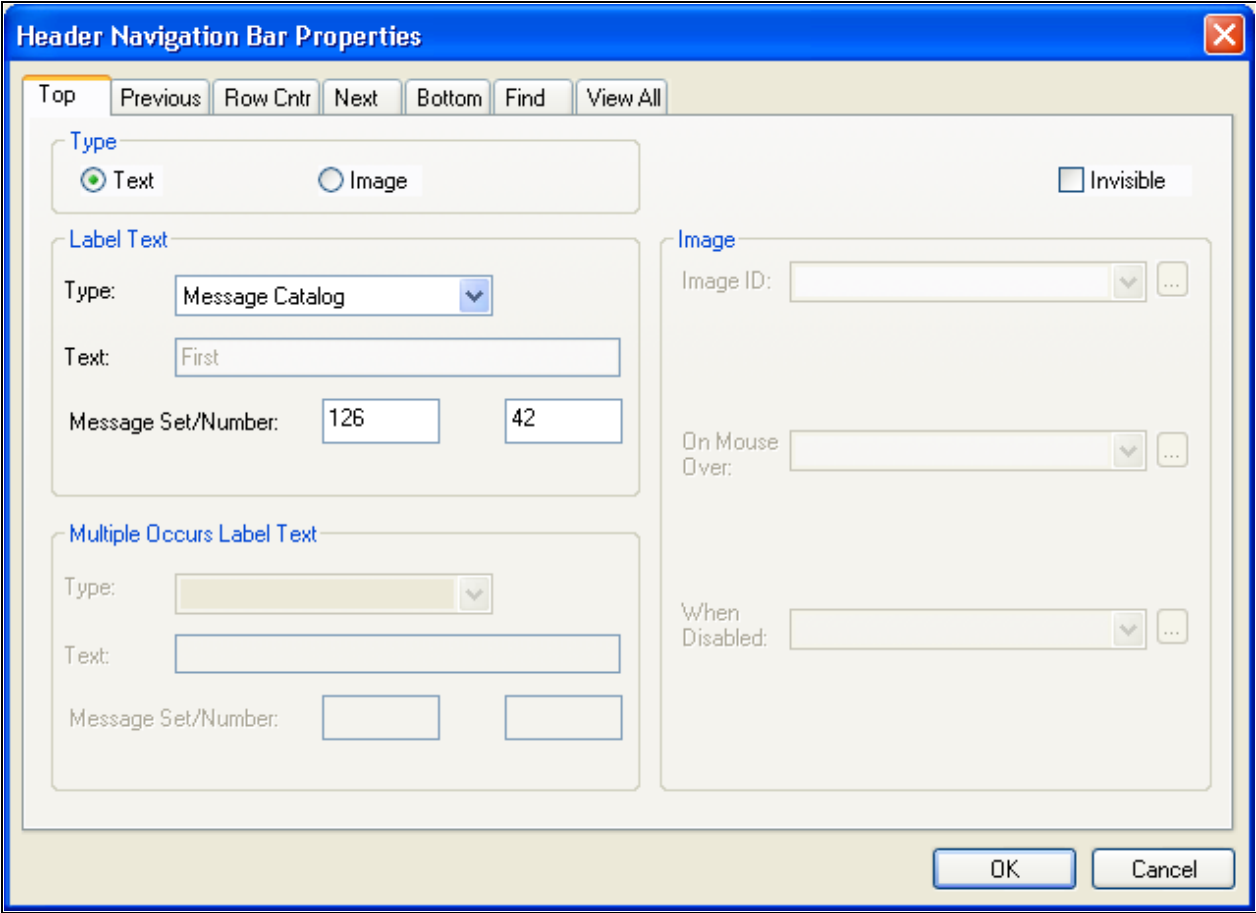 Header Navigation Bar Properties
Top Previous Row Cntr Next Bottom Find View All
Type
Text Image
Invisible
Label Text
Type: Message Catalog
Text: First
Message Set/Number: 126 42
Multiple Occurs Label Text
Type:
Text:
Message Set/Number:
Image
Image ID: ...
On Mouse
Over: ...
When
Disabled: ...
OK Cancel